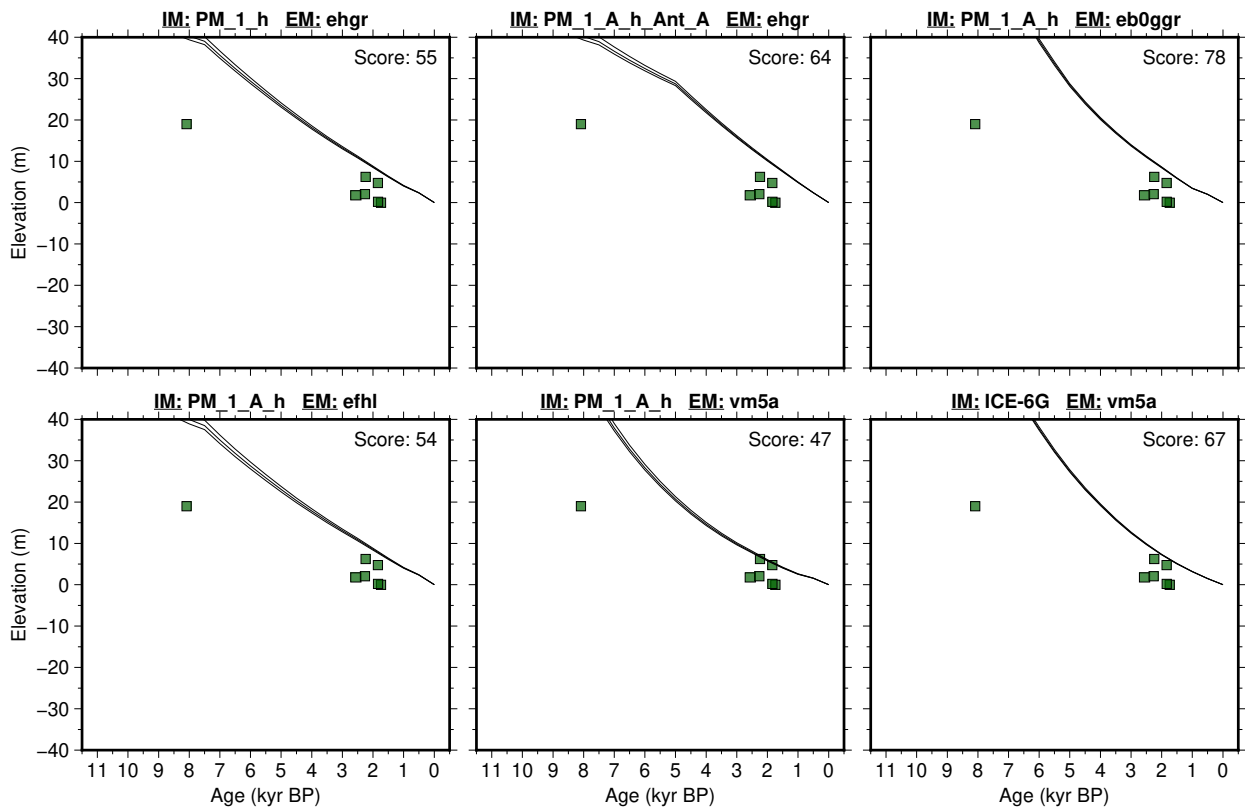 IM: PM_1_h EM: ehgr
IM: PM_1_A_h_Ant_A EM: ehgr
IM: PM_1_A_h EM: eb0ggr
40
30
20
10
0
−10
−20
−30
−40
Elevation (m)
Score: 55
Score: 64
Score: 78
IM: PM_1_A_h EM: efhl
IM: PM_1_A_h EM: vm5a
IM: ICE-6G EM: vm5a
40
30
20
10
0
−10
−20
−30
−40
Elevation (m)
Score: 54
Score: 47
Score: 67
11 10 9 8 7 6 5 4 3 2 1 0
11 10 9 8 7 6 5 4 3 2 1 0
11 10 9 8 7 6 5 4 3 2 1 0
Age (kyr BP)
Age (kyr BP)
Age (kyr BP)